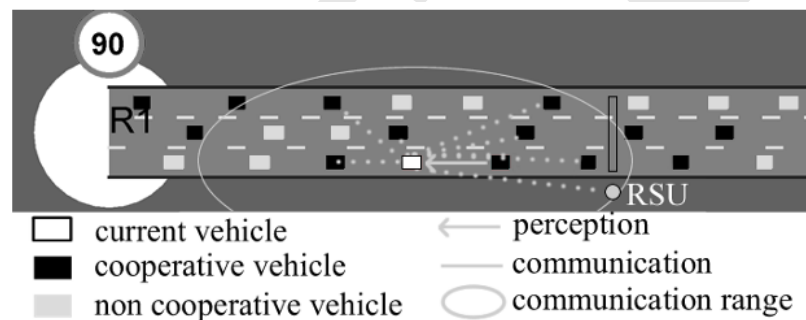 90
R1
RSU
current vehicle
perception
cooperative vehicle
communication
non cooperative vehicle
communication range